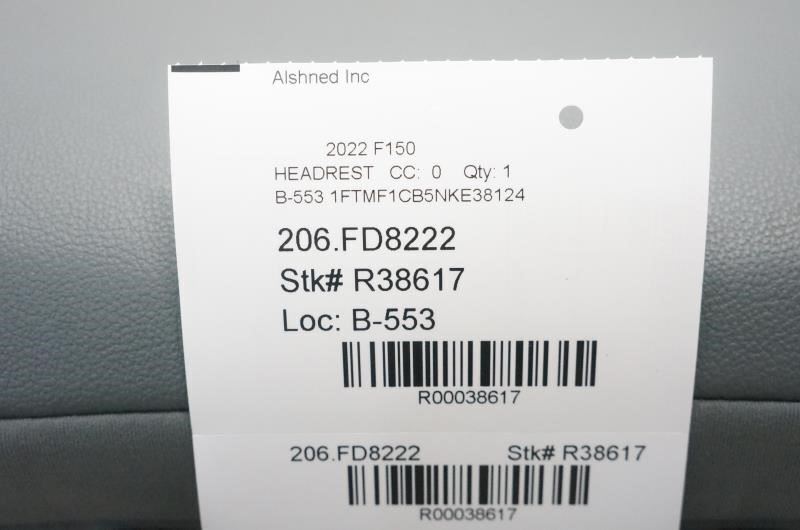 Alshned Inc
2022 F150
HEADREST CC: 0 Qty: 1
B-553 1FTMF1CB5NKE38124
206.FD8222
Stk# R38617
Loc: B-553
R00038617
206.FD8222 Stk# R38617
R00038617